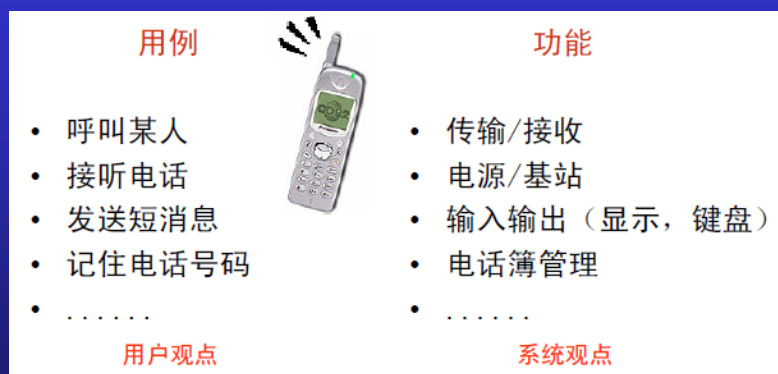 用例
功能
• 呼叫某人
• 接听电话
• 发送短消息
• 记住电话号码
• ......
用户观点
• 传输/接收
• 电源/基站
• 输入输出（显示，键盘）
• 电话簿管理
• ......
系统观点